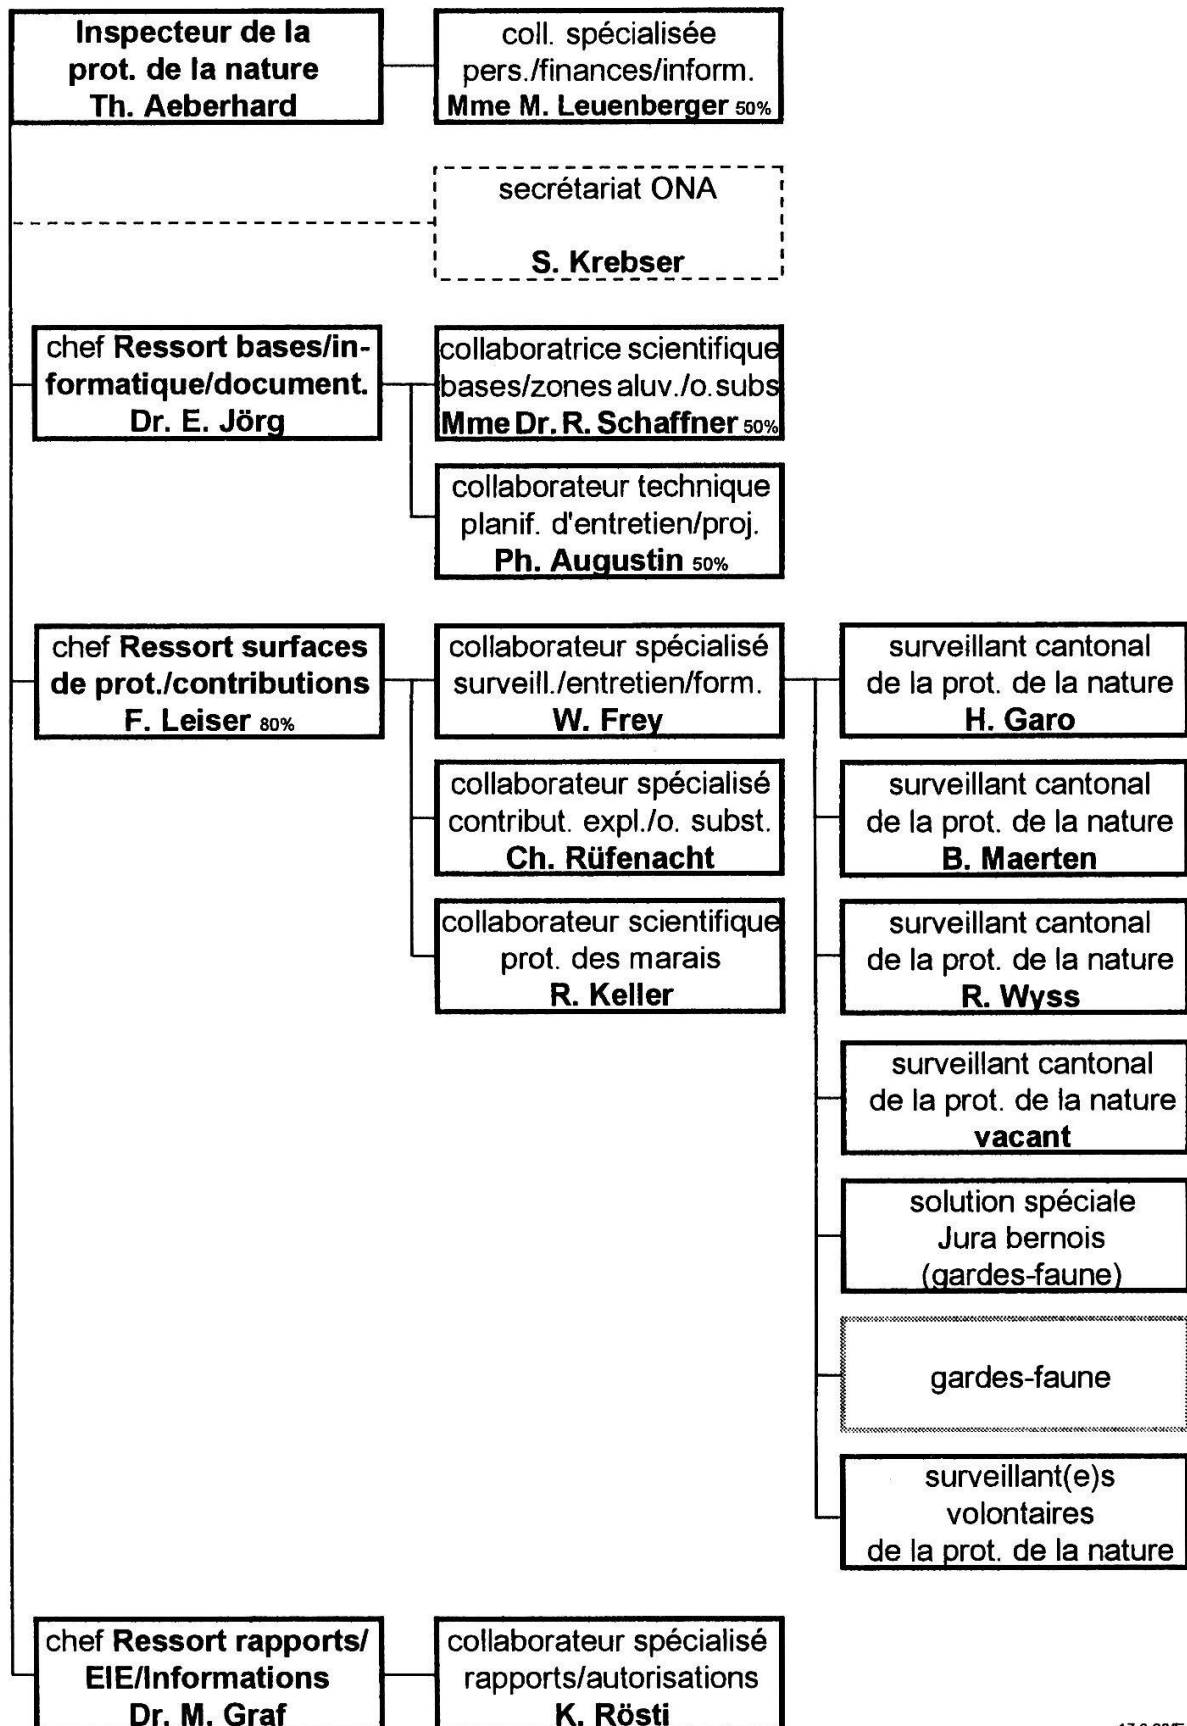 Inspecteur de la
prot. de la nature
Th. Aeberhard
coll. spécialisée
pers./finances/inform.
Mme M. Leuenberger 50%
secrétariat ONA
S. Krebser
chef Ressort bases/in-
formatique/document.
Dr. E. Jörg
collaboratrice scientifique
bases/zones aluv./o.subs
Mme Dr. R. Schaffner 50%
collaborateur technique
planif. d'entretien/proj.
Ph. Augustin 50%
chef Ressort surfaces
de prot./contributions
F. Leiser 80%
collaborateur spécialisé
surveill./entretien/form.
W. Frey
surveillant cantonal
de la prot. de la nature
H. Garo
collaborateur spécialisé
contribut. expl./o. subst.
Ch. Rüfenacht
surveillant cantonal
de la prot. de la nature
B. Maerten
collaborateur scientifique
prot. des marais
R. Keller
surveillant cantonal
de la prot. de la nature
R. Wyss
surveillant cantonal
de la prot. de la nature
vacant
solution spéciale
Jura bernois
(gardes-faune)
gardes-faune
surveillant(e)s
volontaires
de la prot. de la nature
chef Ressort rapports/
EIE/Informations
Dr. M. Graf
collaborateur spécialisé
rapports/autorisations
K. Rösti